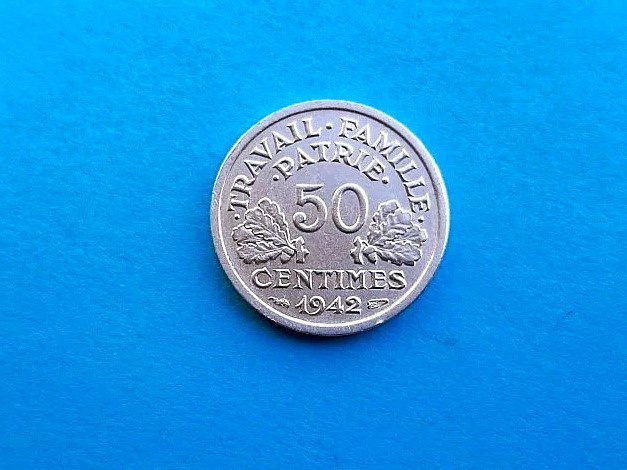 ·TRAVAIL·FAMILLE·
·PATRIE·
50
CENTIMES
1942